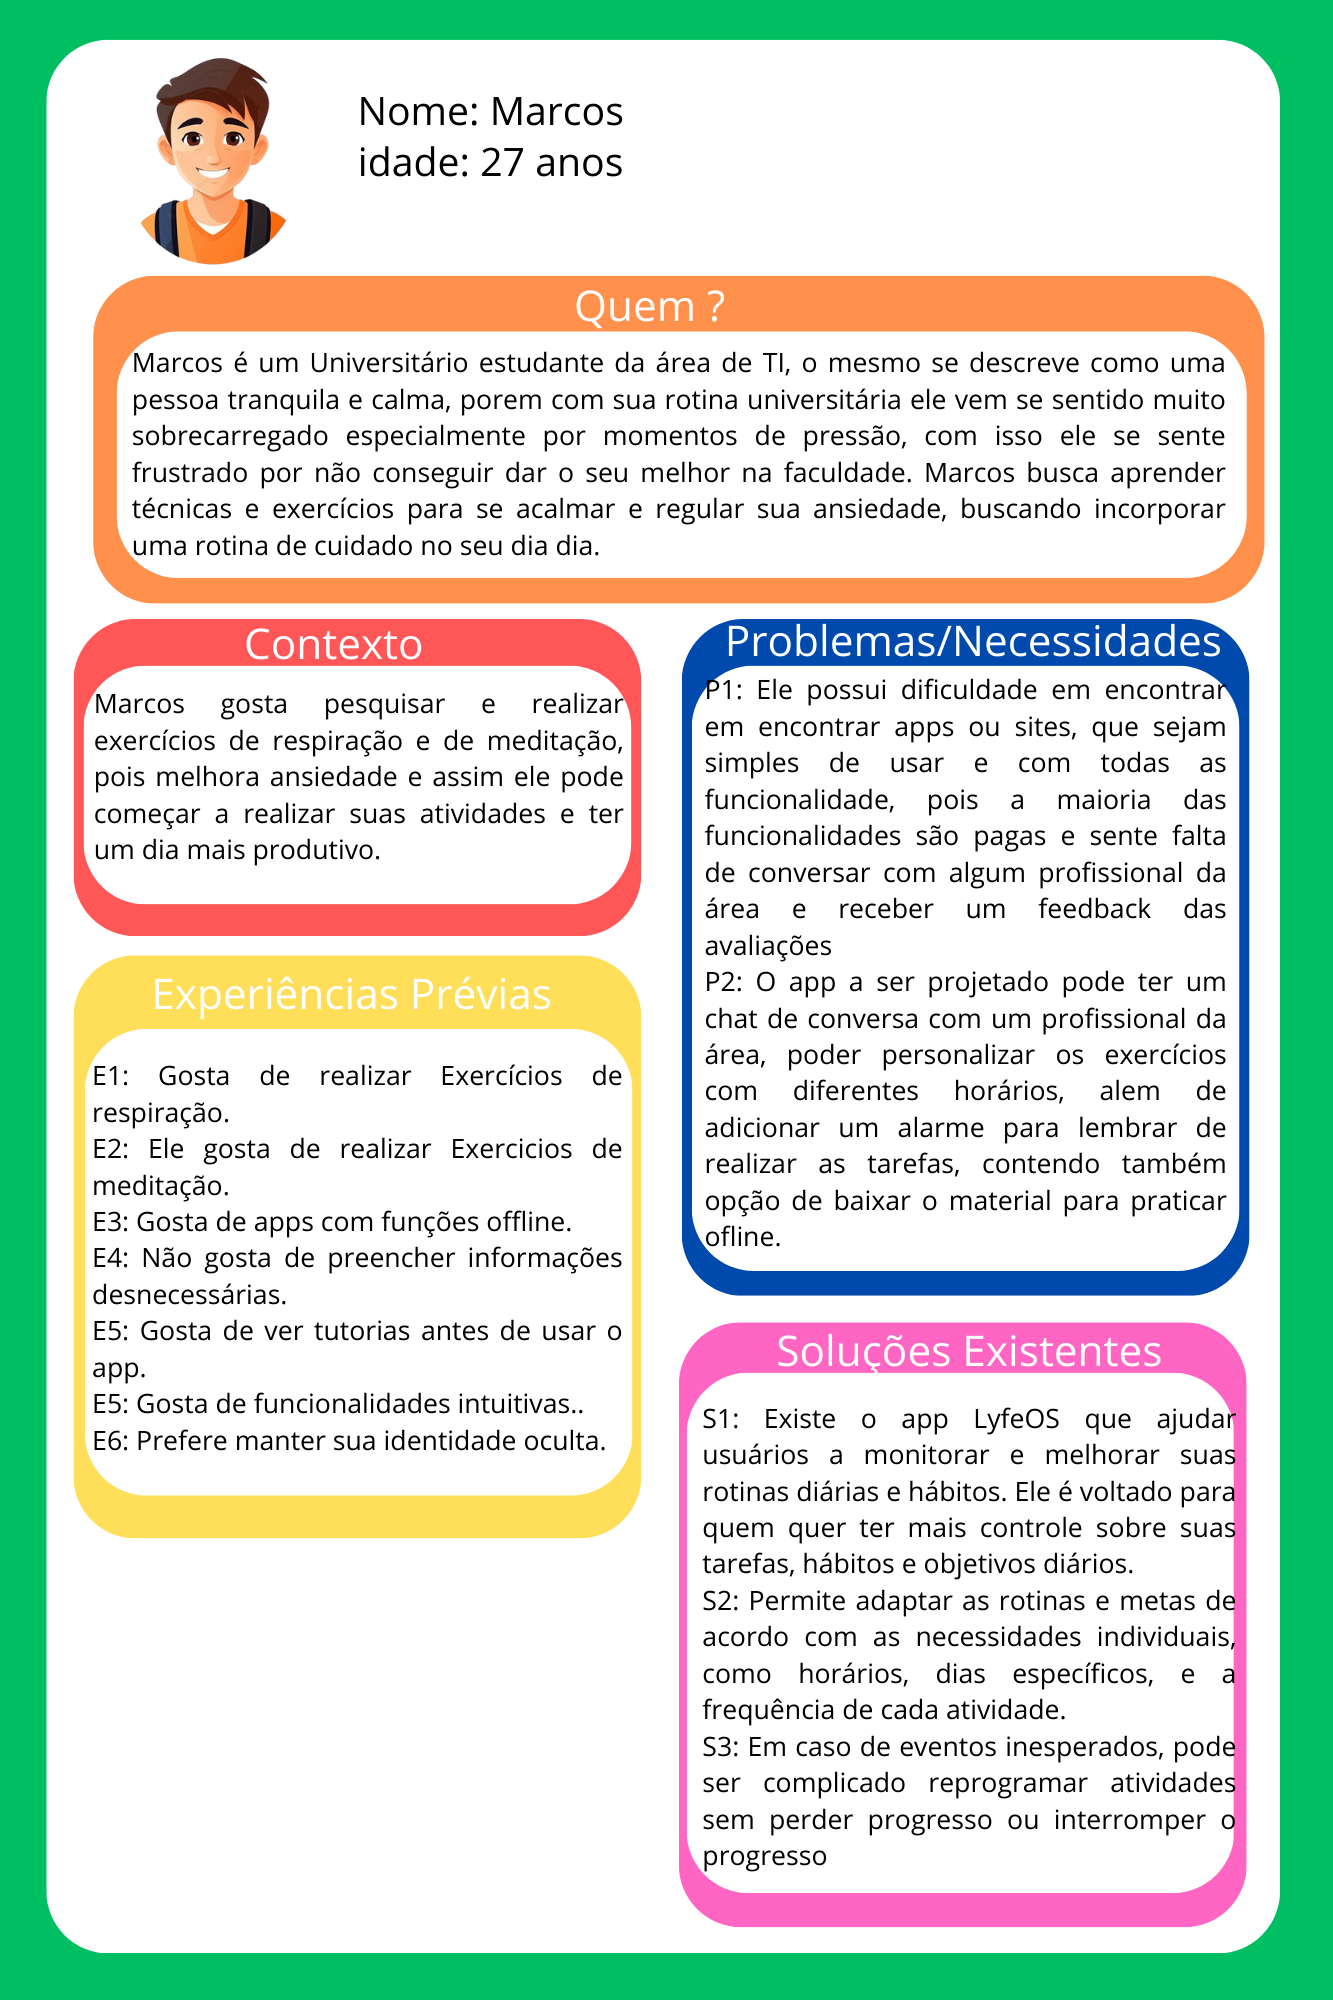 Nome: Marcos
idade: 27 anos
Quem ?
Marcos é um Universitário estudante da área de TI, o mesmo se descreve como uma
pessoa tranquila e calma, porem com sua rotina universitária ele vem se sentido muito
sobrecarregado especialmente por momentos de pressão, com isso ele se sente
frustrado por não conseguir dar o seu melhor na faculdade. Marcos busca aprender
técnicas e exercícios para se acalmar e regular sua ansiedade, buscando incorporar
uma rotina de cuidado no seu dia dia.
Contexto
Marcos gosta pesquisar e realizar
exercícios de respiração e de meditação,
pois melhora ansiedade e assim ele pode
começar a realizar suas atividades e ter
um dia mais produtivo.
Experiências Prévias
E1: Gosta de realizar Exercícios de
respiração.
E2: Ele gosta de realizar Exercicios de
meditação.
E3: Gosta de apps com funções offline.
E4: Não gosta de preencher informações
desnecessárias.
E5: Gosta de ver tutorias antes de usar o
app.
E5: Gosta de funcionalidades intuitivas..
E6: Prefere manter sua identidade oculta.
Problemas/Necessidades
P1: Ele possui dificuldade em encontrar
em encontrar apps ou sites, que sejam
simples de usar e com todas as
funcionalidade, pois a maioria das
funcionalidades são pagas e sente falta
de conversar com algum profissional da
área e receber um feedback das
avaliações
P2: O app a ser projetado pode ter um
chat de conversa com um profissional da
área, poder personalizar os exercícios
com diferentes horários, alem de
adicionar um alarme para lembrar de
realizar as tarefas, contendo também
opção de baixar o material para praticar
ofline.
Soluções Existentes
S1: Existe o app LyfeOS que ajudar
usuários a monitorar e melhorar suas
rotinas diárias e hábitos. Ele é voltado para
quem quer ter mais controle sobre suas
tarefas, hábitos e objetivos diários.
S2: Permite adaptar as rotinas e metas de
acordo com as necessidades individuais,
como horários, dias específicos, e a
frequência de cada atividade.
S3: Em caso de eventos inesperados, pode
ser complicado reprogramar atividades
sem perder progresso ou interromper o
progresso